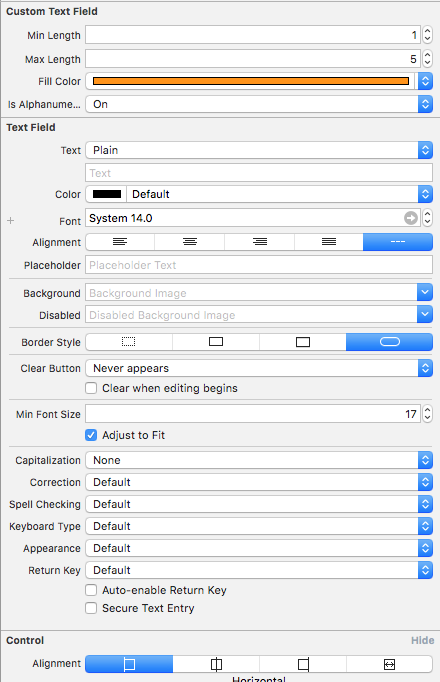 Custom Text Field
Min Length 1
Max Length 5
Fill Color
Is Alphanume... On
Text Field
Text Plain
Text
Color Default
+ Font System 14.0
Alignment ---
Placeholder Placeholder Text
Background Background Image
Disabled Disabled Background Image
Border Style
Clear Button Never appears
Clear when editing begins
Min Font Size 17
Adjust to Fit
Capitalization None
Correction Default
Spell Checking Default
Keyboard Type Default
Appearance Default
Return Key Default
Auto-enable Return Key
Secure Text Entry
Control Hide
Alignment
Horizontal